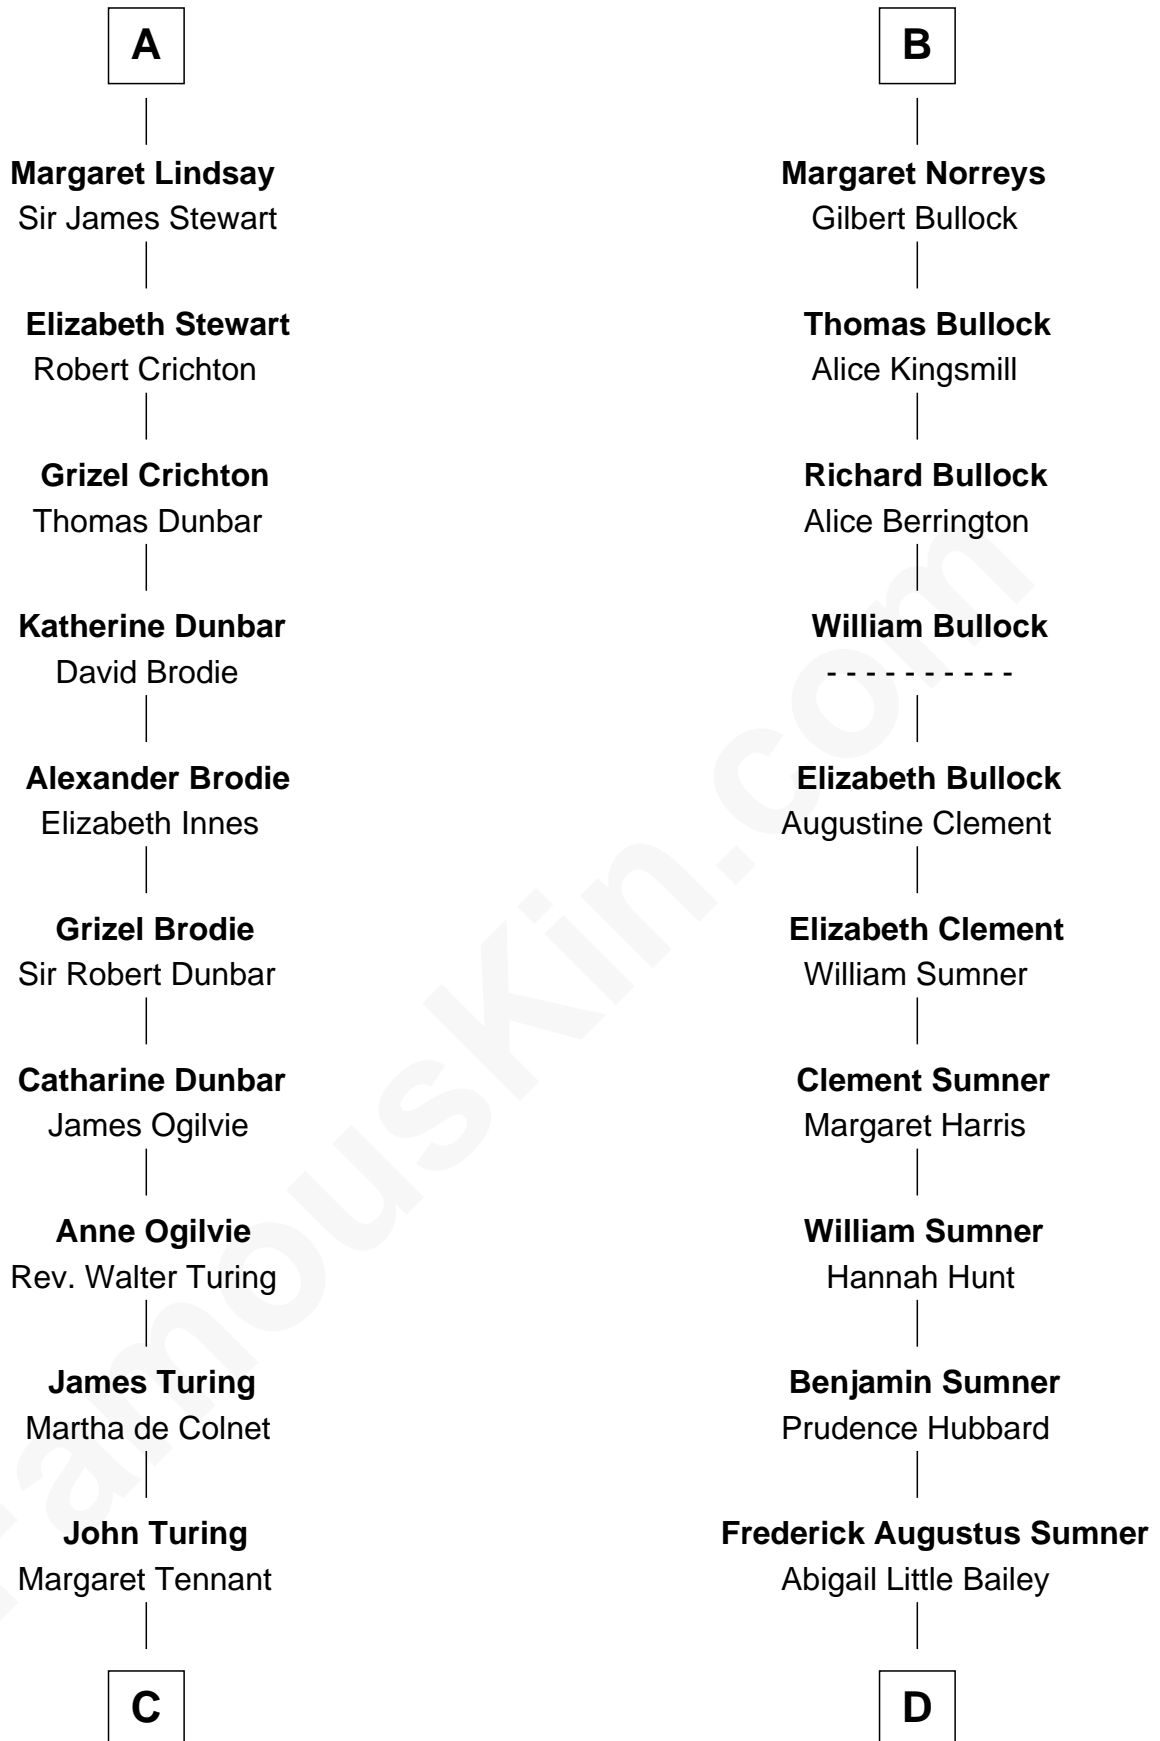 A
Margaret Lindsay
Sir James Stewart
Elizabeth Stewart
Robert Crichton
Grizel Crichton
Thomas Dunbar
Katherine Dunbar
David Brodie
Alexander Brodie
Elizabeth Innes
Grizel Brodie
Sir Robert Dunbar
Catharine Dunbar
James Ogilvie
Anne Ogilvie
Rev. Walter Turing
James Turing
Martha de Colnet
John Turing
Margaret Tennant
C
B
Margaret Norreys
Gilbert Bullock
Thomas Bullock
Alice Kingsmill
Richard Bullock
Alice Berrington
William Bullock
- - - - - - - - - -
Elizabeth Bullock
Augustine Clement
Elizabeth Clement
William Sumner
Clement Sumner
Margaret Harris
William Sumner
Hannah Hunt
Benjamin Sumner
Prudence Hubbard
Frederick Augustus Sumner
Abigail Little Bailey
D
FamousKin.com